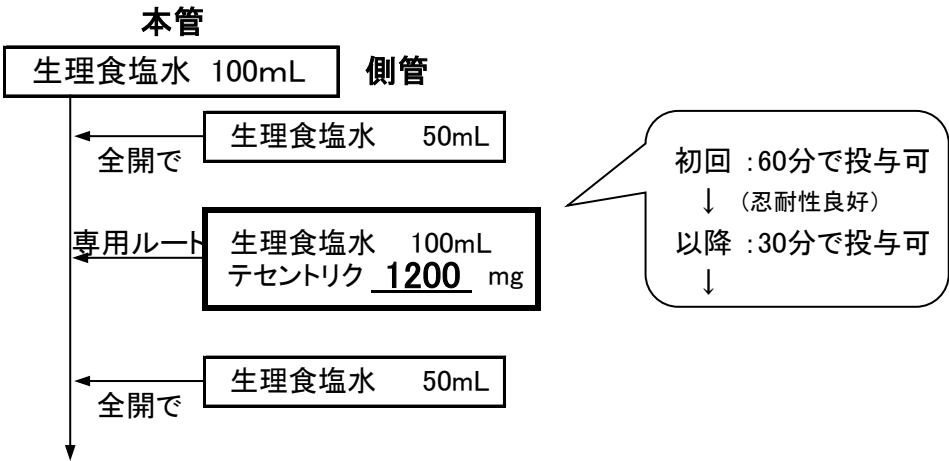 本管
生理食塩水 100mL
側管
生理食塩水 50mL
全開で
専用ルート
生理食塩水 100mL
テセントリク 1200 mg
生理食塩水 50mL
全開で
初回 :60分で投与可
↓ (忍耐性良好)
以降 :30分で投与可
↓